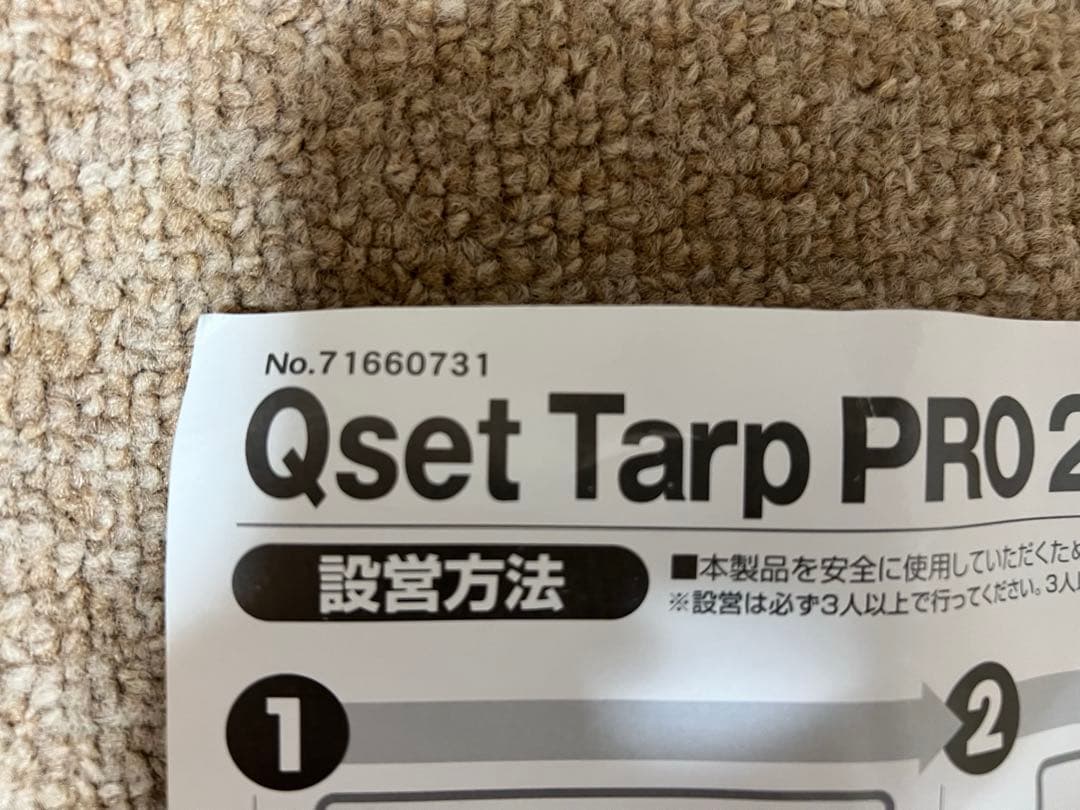 No.71660731
Qset Tarp PRO 2
設営方法
■本製品を安全に使用していただくため
※設営は必ず3人以上で行ってください。3人以
1
2